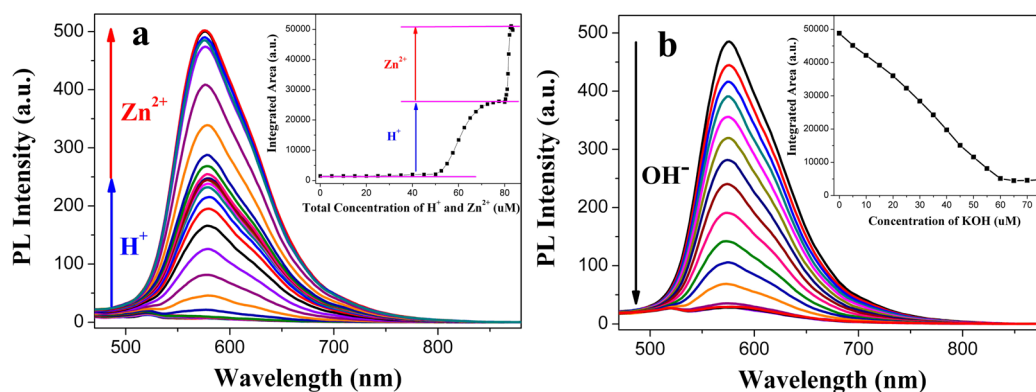 a
500
400
300
200
100
0
PL Intensity (a.u.)
Zn²⁺
H⁺
500 600 700 800
Wavelength (nm)
50000
40000
30000
20000
10000
0
Integrated Area (a.u.)
Zn²⁺
H⁺
0 20 40 60 80
Total Concentration of H⁺ and Zn²⁺ (uM)
b
500
400
300
200
100
0
PL Intensity (a.u.)
OH⁻
500 600 700 800
Wavelength (nm)
50000
40000
30000
20000
10000
0
Integrated Area (a.u.)
0 10 20 30 40 50 60 70
Concentration of KOH (uM)